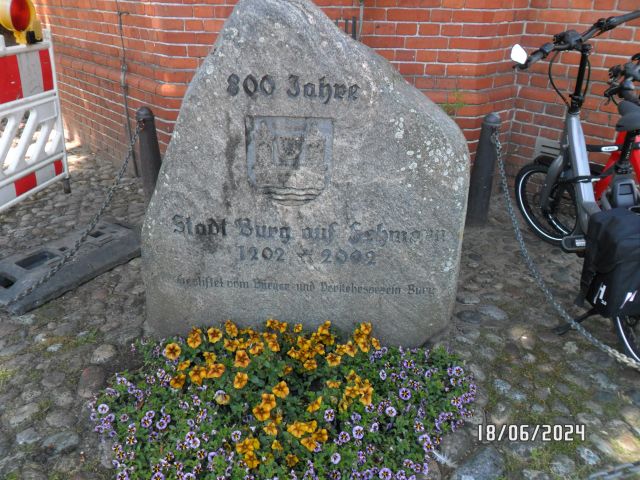 800 Jahre
Stadt Burg auf Fehmarn
1202 2002
Gestiftet vom Bürger und Verkehrsverein Burg
18/06/2024